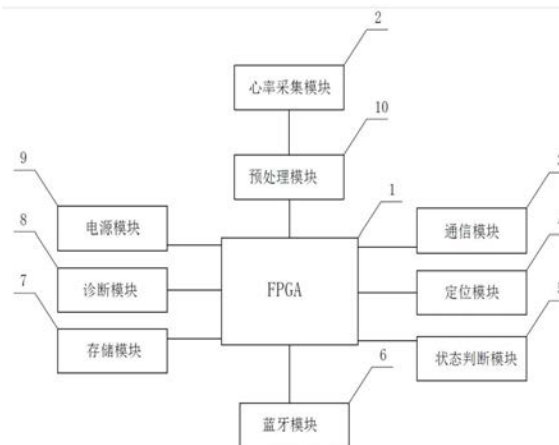 2
心率采集模块
10
预处理模块
9
电源模块
1
通信模块
8
诊断模块
FPGA
定位模块
7
存储模块
状态判断模块
6
蓝牙模块